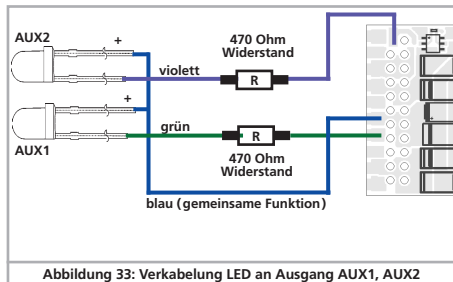 AUX2
+
470 Ohm
Widerstand
violett
R
+
grün
R
AUX1
470 Ohm
Widerstand
blau (gemeinsame Funktion)
Abbildung 33: Verkabelung LED an Ausgang AUX1, AUX2